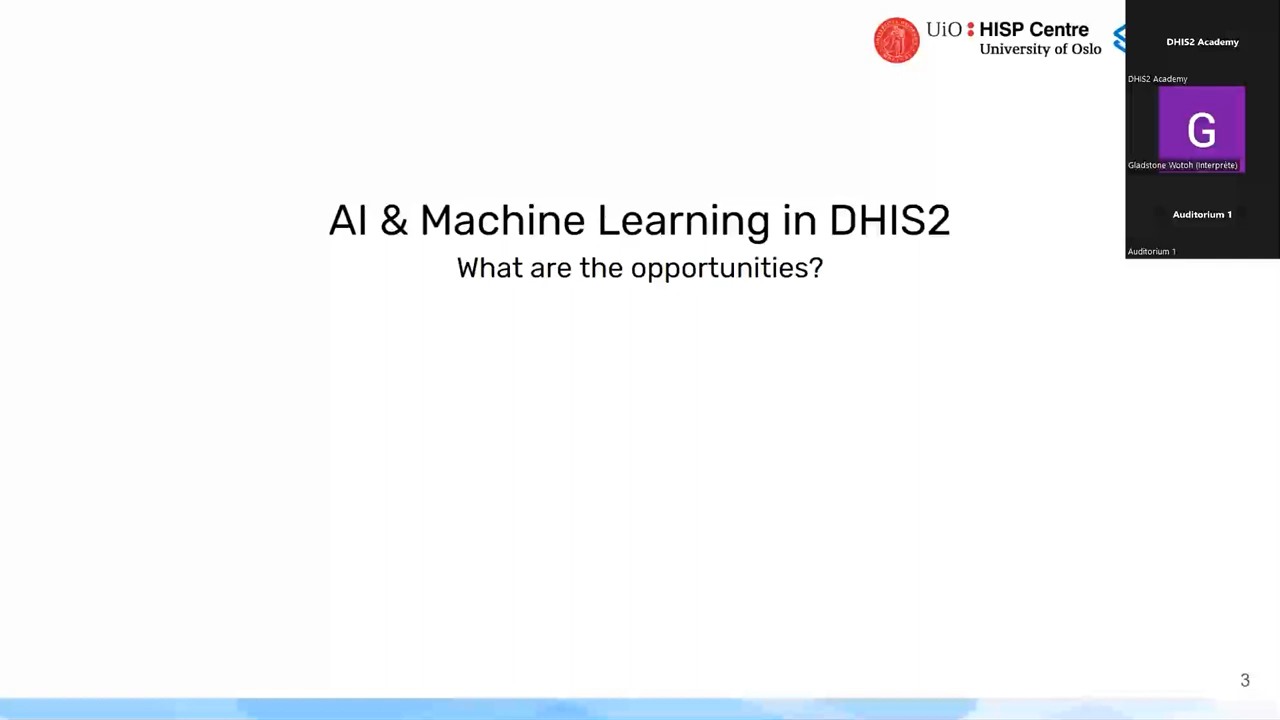 UiO : HISP Centre
University of Oslo
DHIS2 Academy
DHIS2 Academy
G
Gladstone Wotoh (Interprète)
Auditorium 1
Auditorium 1
AI & Machine Learning in DHIS2
What are the opportunities?
3